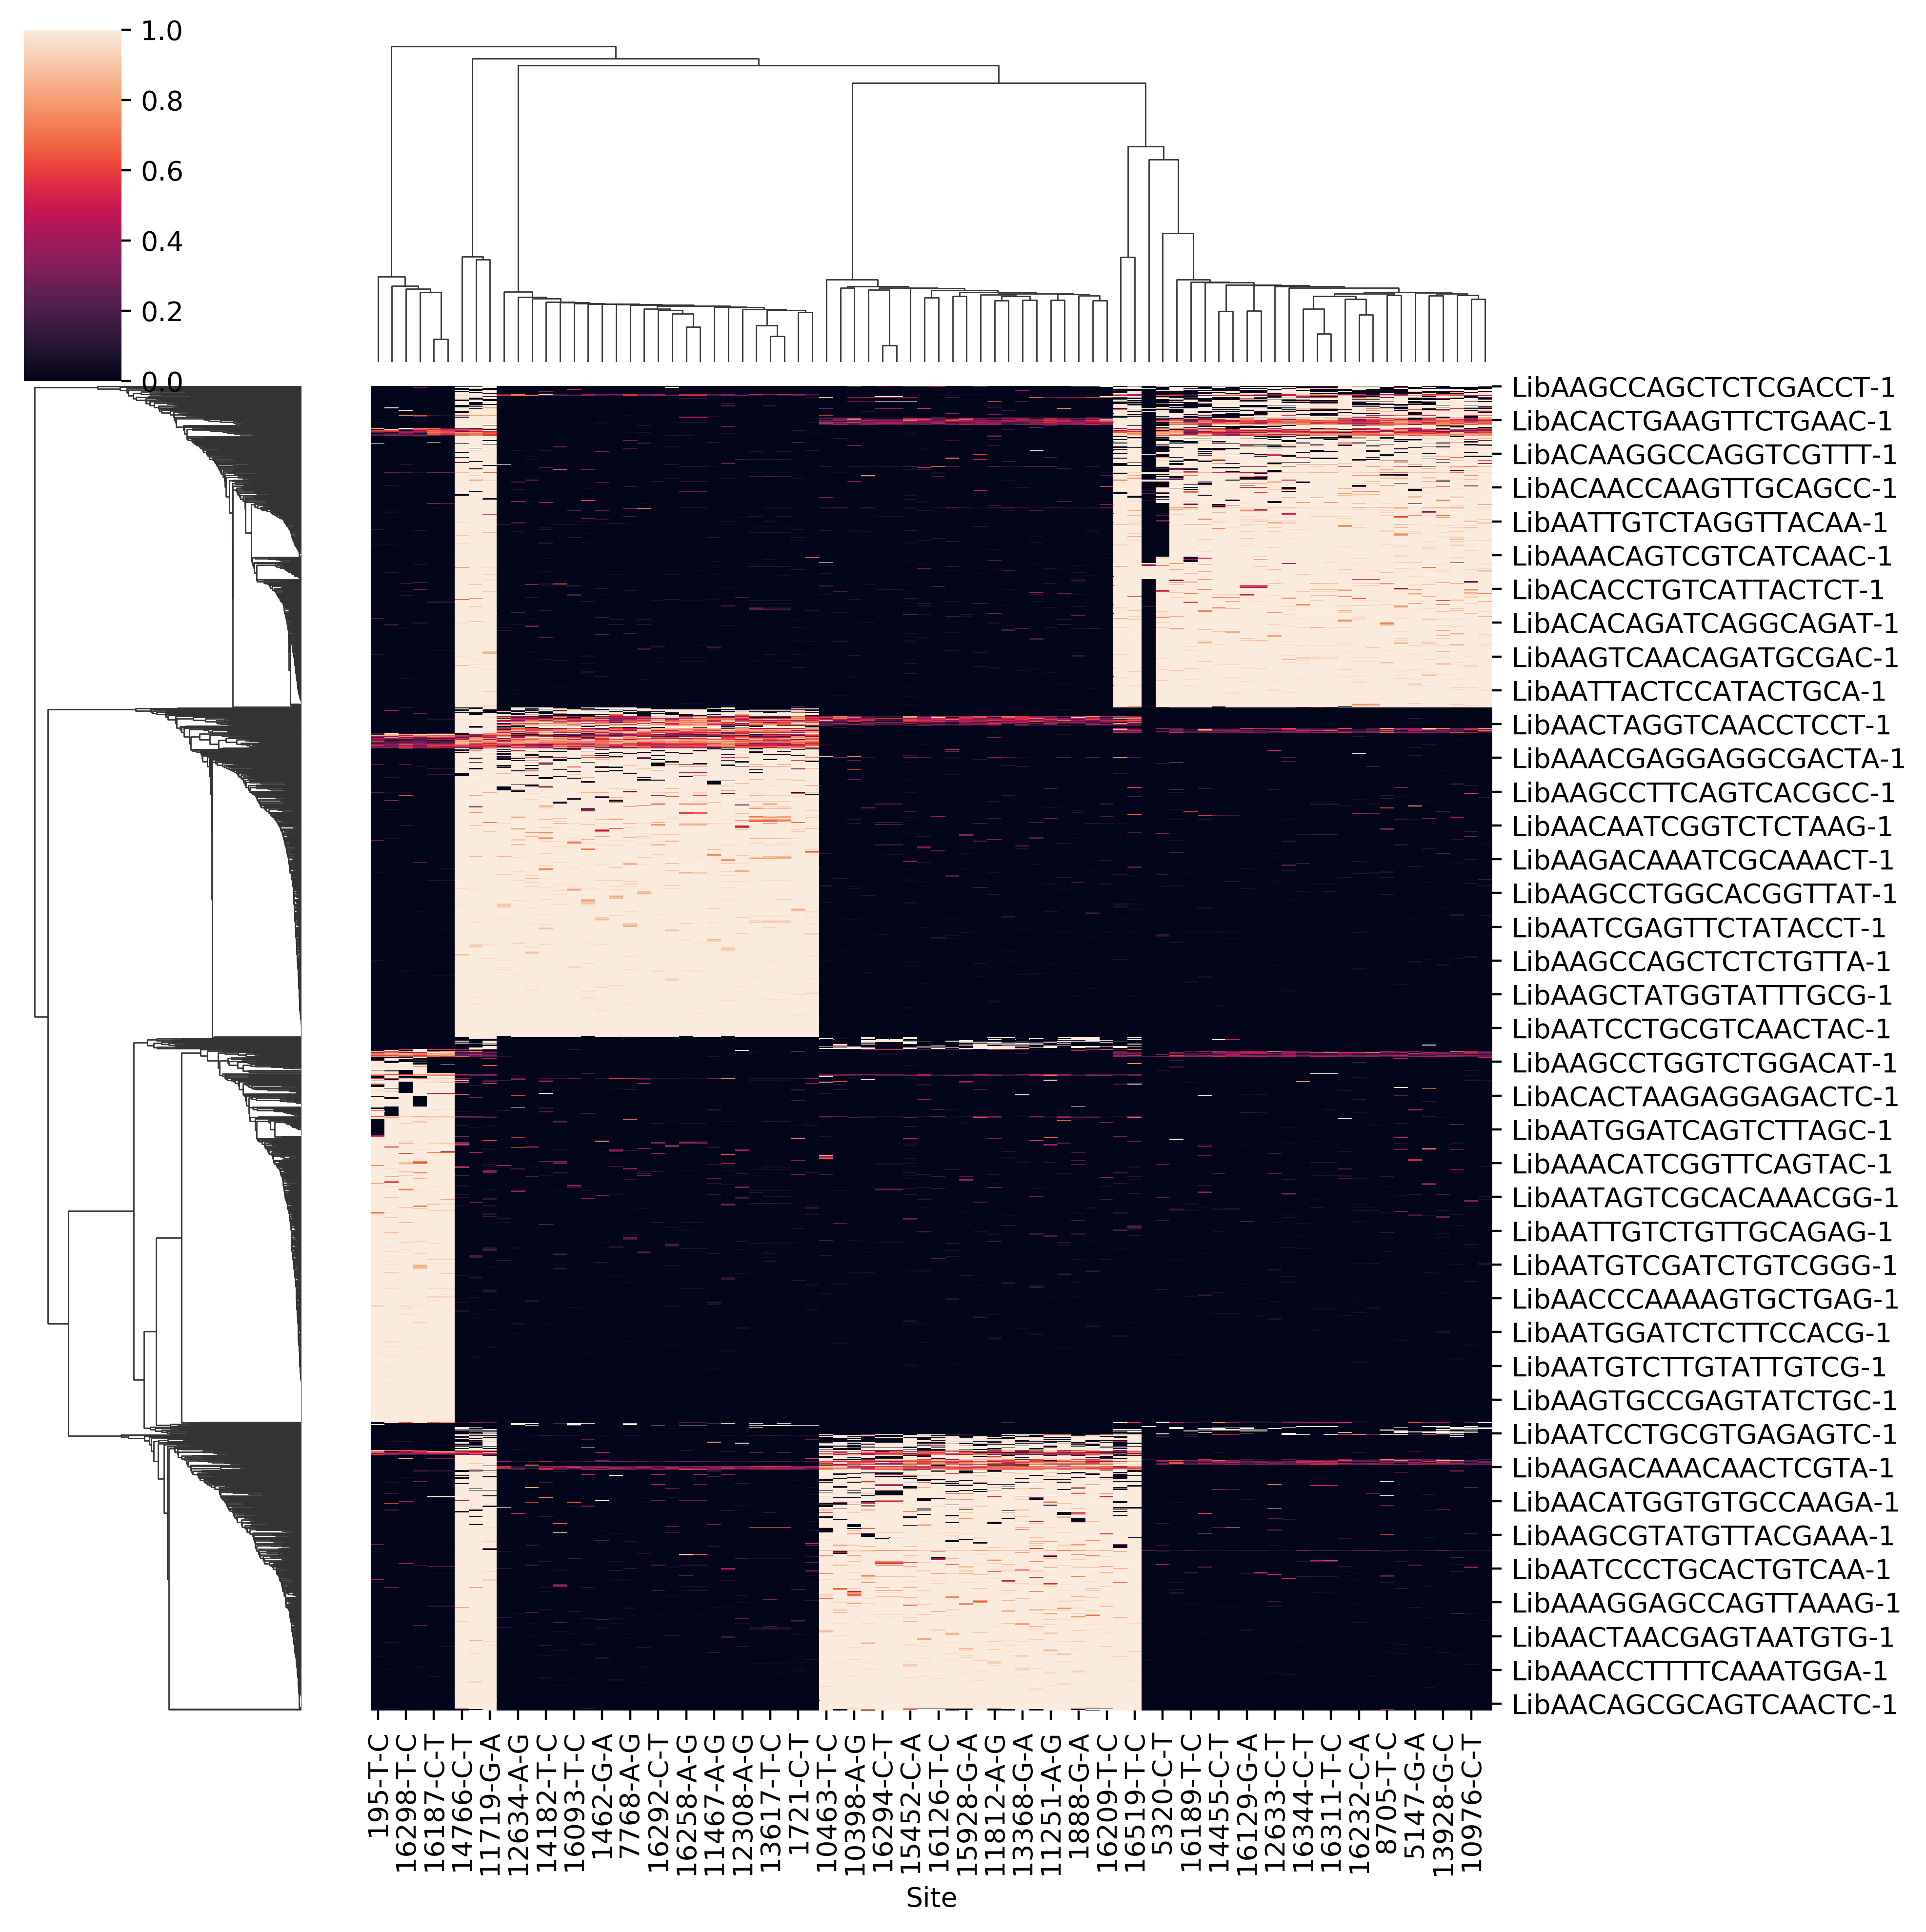 1.0
0.8
0.6
0.4
0.2
0.0
LibAAGCCAGCTCTCGACCT-1
LibACACTGAAGTTCTGAAC-1
LibACAAGGCCAGGTCGTTT-1
LibACAACCAAGTTGCAGCC-1
LibAATTGTCTAGGTTACAA-1
LibAAACAGTCGTCATCAAC-1
LibACACCTGTCATTACTCT-1
LibACACAGATCAGGCAGAT-1
LibAAGTCAACAGATGCGAC-1
LibAATTACTCCATACTGCA-1
LibAACTAGGTCAACCTCCT-1
LibAAACGAGGAGGCGACTA-1
LibAAGCCTTCAGTCACGCC-1
LibAACAATCGGTCTCTAAG-1
LibAAGACAAATCGCAAACT-1
LibAAGCCTGGCACGGTTAT-1
LibAATCGAGTTCTATACCT-1
LibAAGCCAGCTCTCTGTTA-1
LibAAGCTATGGTATTTGCG-1
LibAATCCTGCGTCAACTAC-1
LibAAGCCTGGTCTGGACAT-1
LibACACTAAGAGGAGACTC-1
LibAATGGATCAGTCTTAGC-1
LibAAACATCGGTTCAGTAC-1
LibAATAGTCGCACAAACGG-1
LibAATTGTCTGTTGCAGAG-1
LibAATGTCGATCTGTCGGG-1
LibAACCCAAAAGTGCTGAG-1
LibAATGGATCTCTTCCACG-1
LibAATGTCTTGTATTGTCG-1
LibAAGTGCCGAGTATCTGC-1
LibAATCCTGCGTGAGAGTC-1
LibAAGACAAACAACTCGTA-1
LibAACATGGTGTGCCAAGA-1
LibAAGCGTATGTTACGAAA-1
LibAATCCCTGCACTGTCAA-1
LibAAAGGAGCCAGTTAAAG-1
LibAACTAACGAGTAATGTG-1
LibAAACCTTTTCAAATGGA-1
LibAACAGCGCAGTCAACTC-1
195-T-C
16298-T-C
16187-C-T
14766-C-T
11719-G-A
12634-A-G
14182-T-C
16093-T-C
1462-G-A
7768-A-G
16292-C-T
16258-A-G
11467-A-G
12308-A-G
13617-T-C
1721-C-T
10463-T-C
10398-A-G
16294-C-T
15452-C-A
16126-T-C
15928-G-A
11812-A-G
13368-G-A
11251-A-G
1888-G-A
16209-T-C
16519-T-C
5320-C-T
16189-T-C
14455-C-T
16129-G-A
12633-C-T
16344-C-T
16311-T-C
16232-C-A
8705-T-C
5147-G-A
13928-G-C
10976-C-T
Site